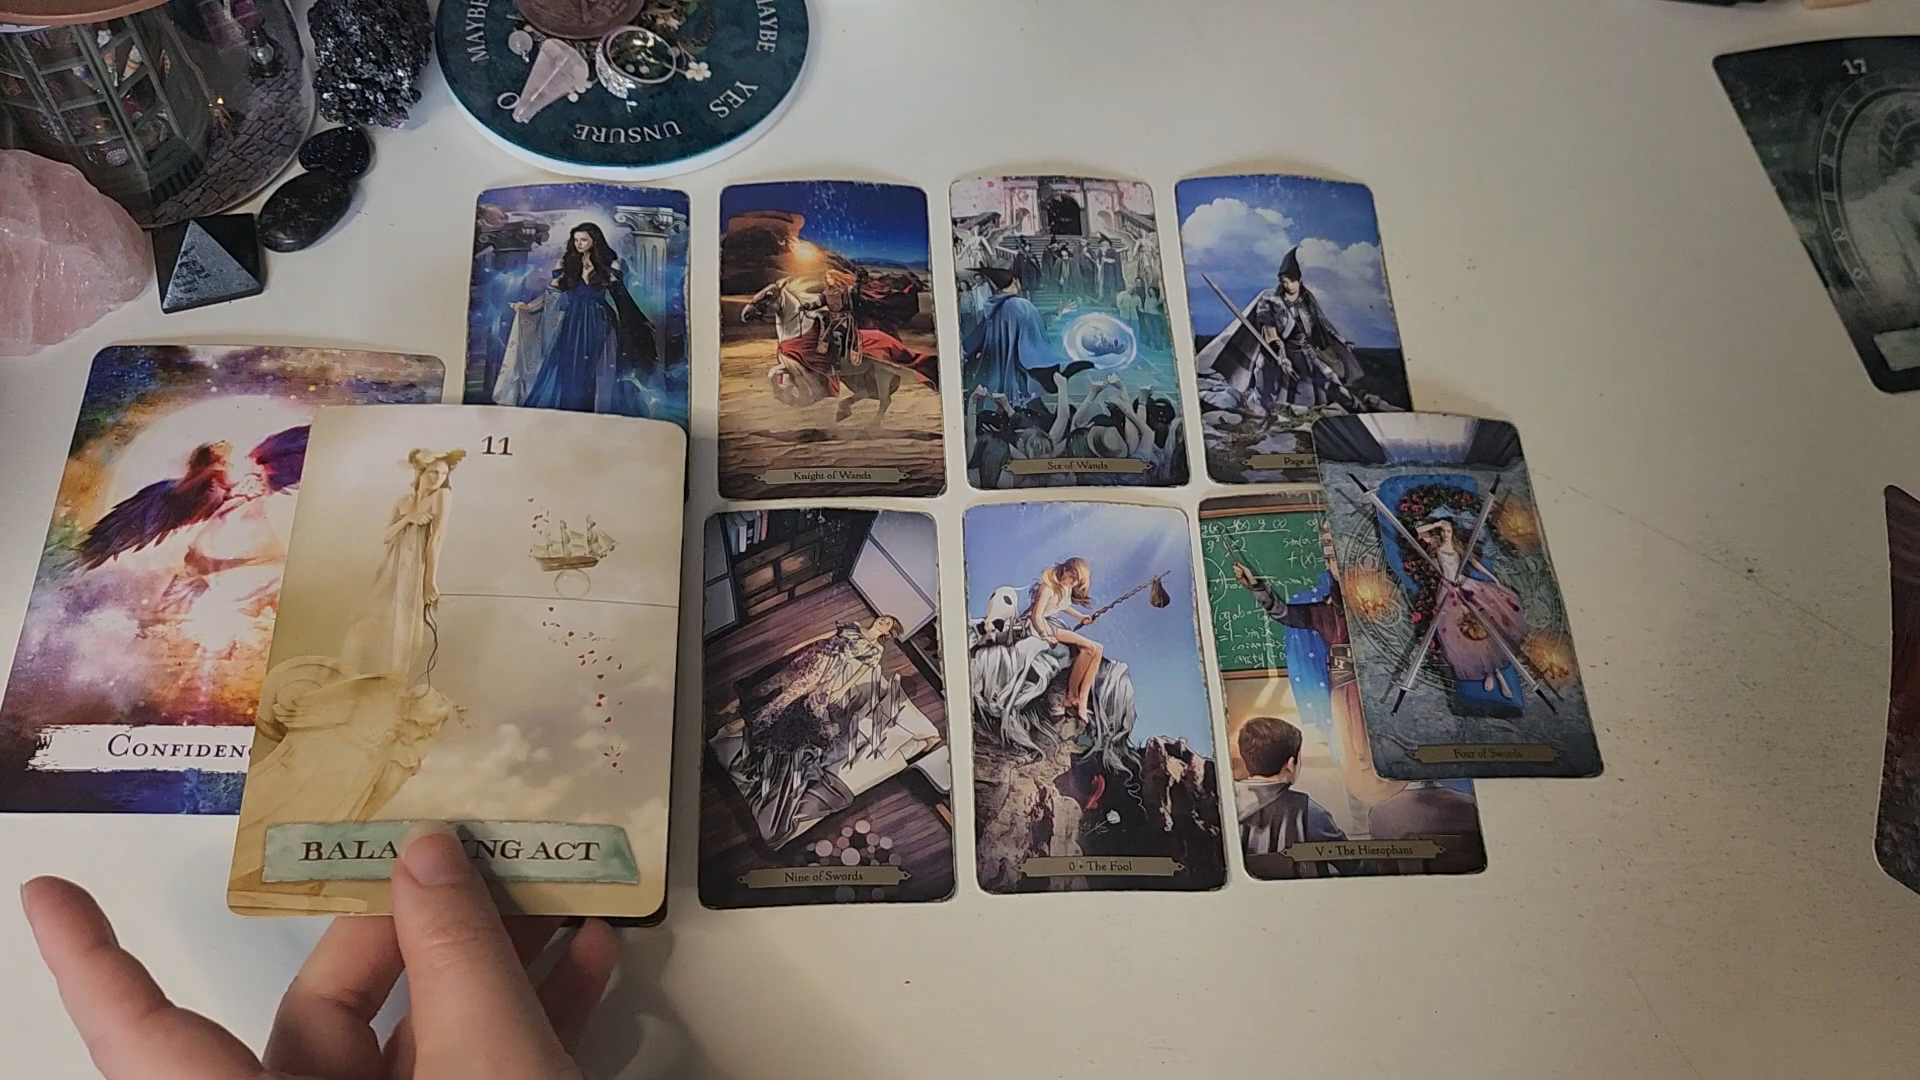 MAYBE
MAYBE
YES
UNSURE
17
Knight of Wands
Six of Wands
Page of
CONFIDENC
11
BALA NG ACT
Nine of Swords
0 • The Fool
V • The Hierophant
Four of Swords